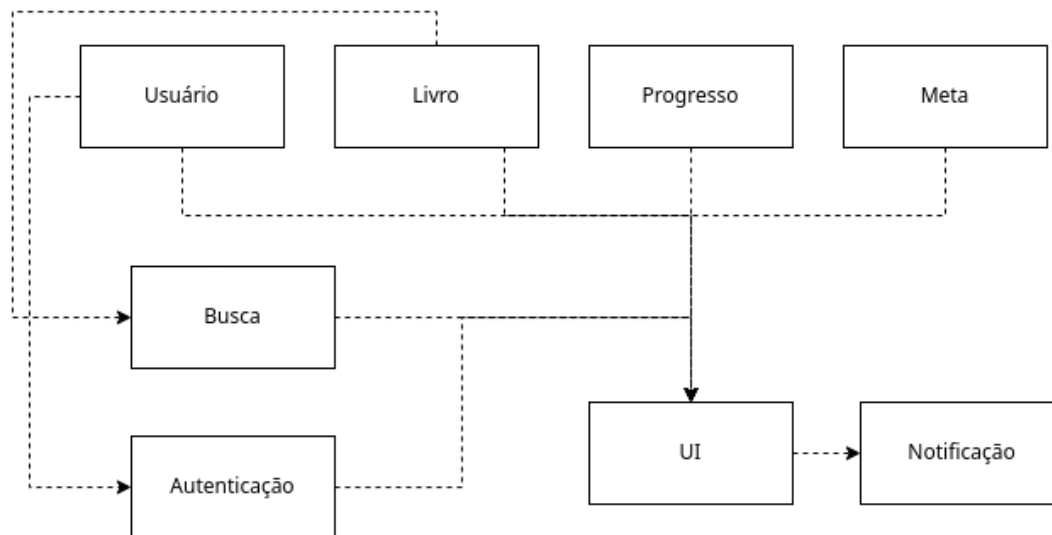 Usuário
Livro
Progresso
Meta
Busca
Autenticação
UI
Notificação